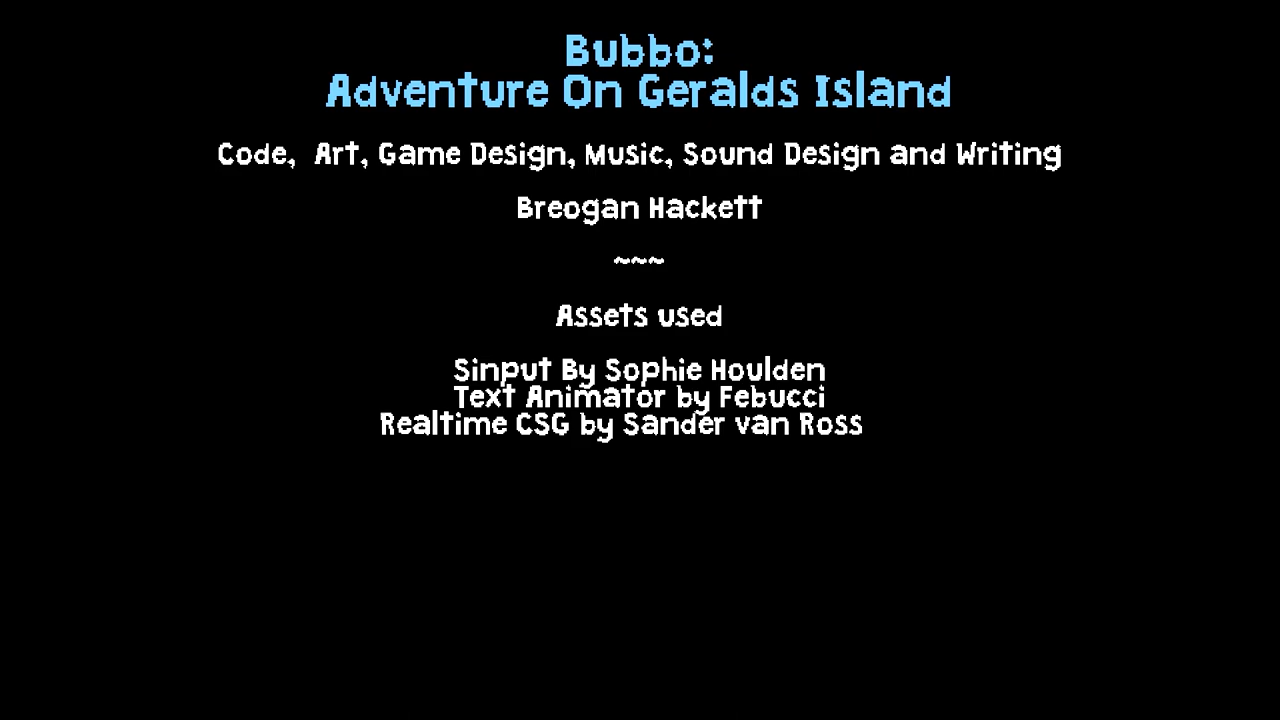 Bubbo:
Adventure On Geralds Island
Code, Art, Game Design, Music, Sound Design and Writing
Breogan Hackett
~~~
Assets used
Sinput By Sophie Houlden
Text Animator by Febucci
Realtime CSG by Sander van Ross